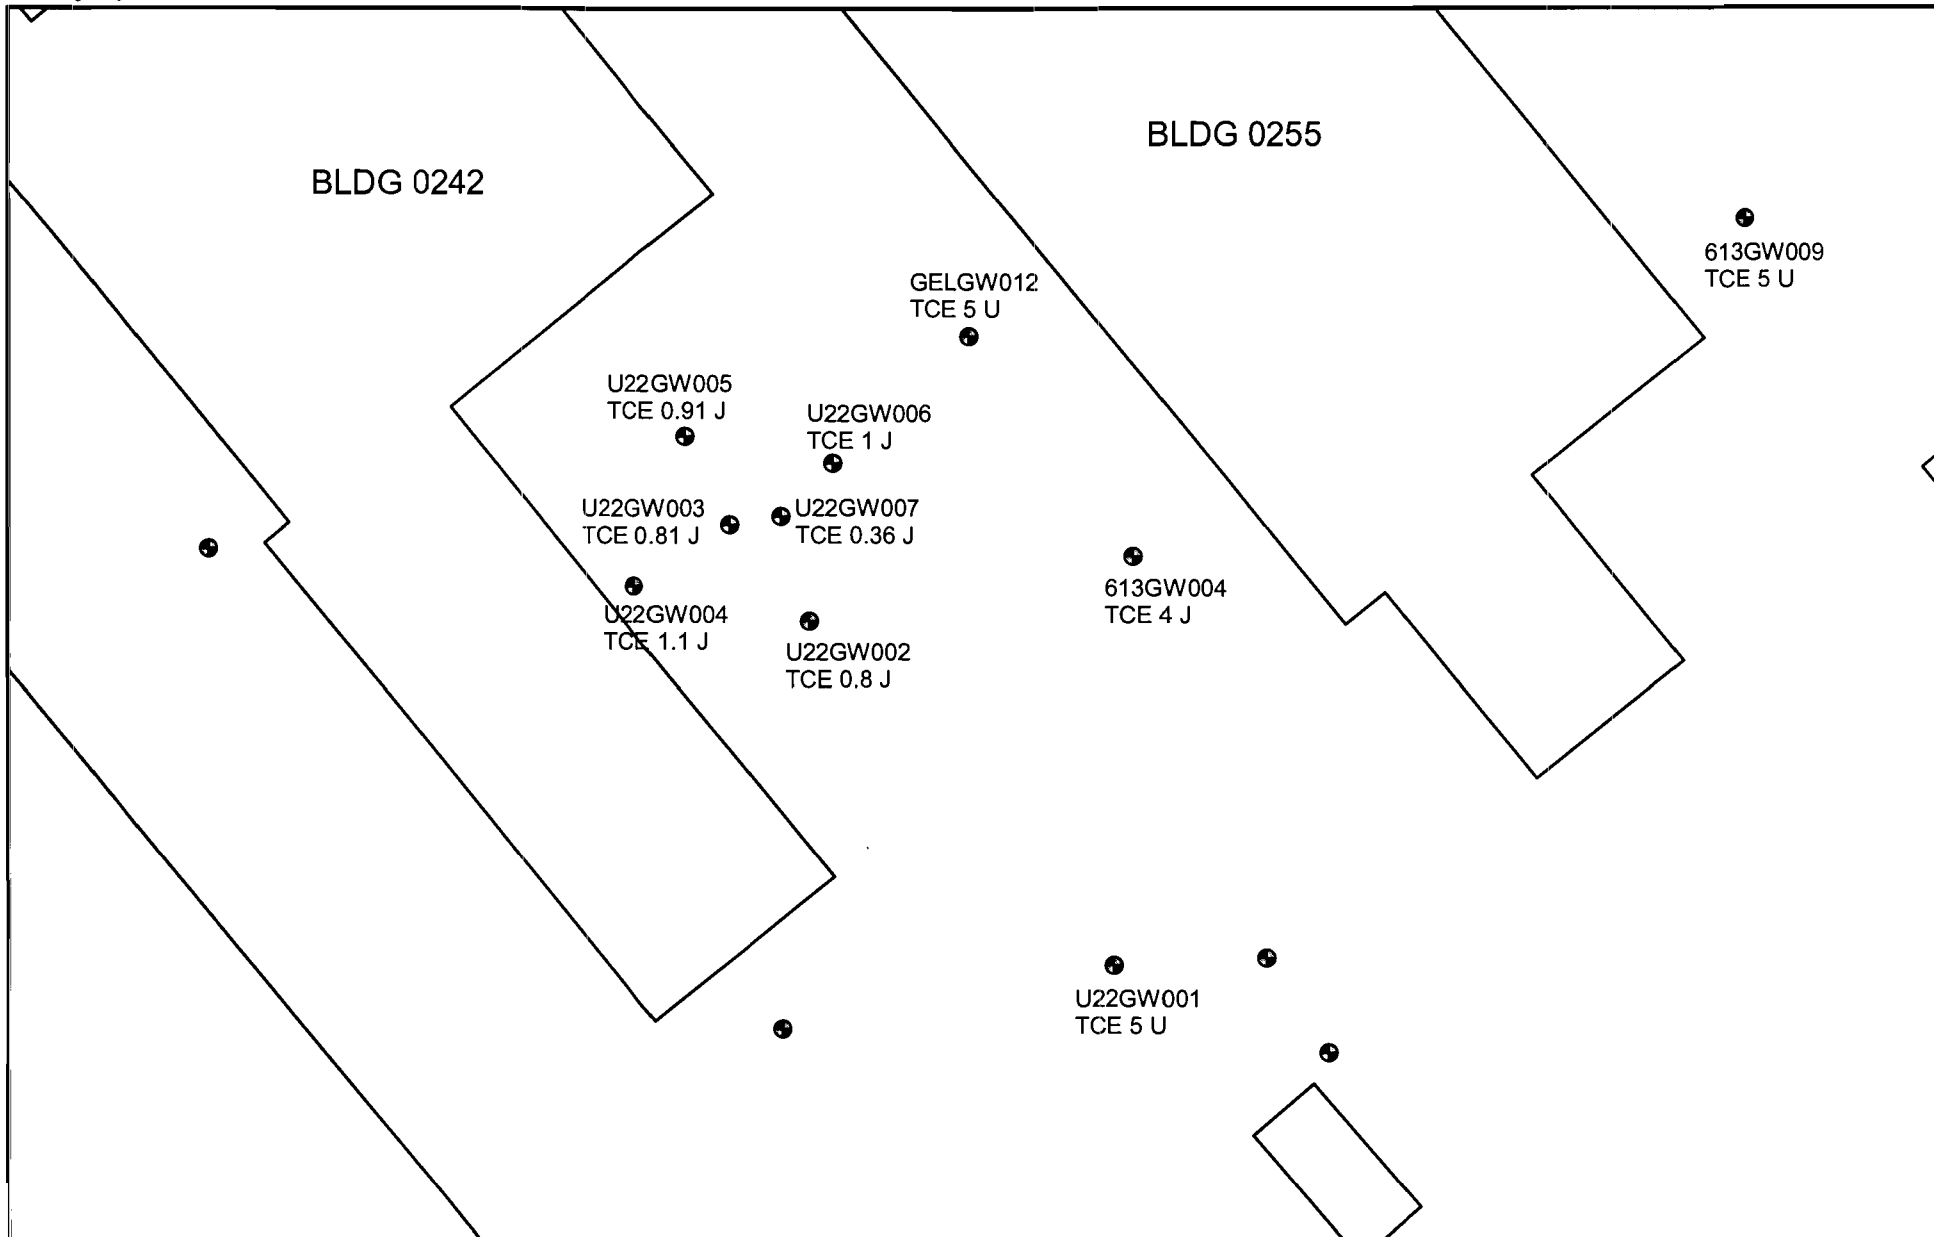 BLDG 0255
BLDG 0242
613GW009
TCE 5 U
GELGW012
TCE 5 U
U22GW005
TCE 0.91 J
U22GW006
TCE 1 J
U22GW003
TCE 0.81 J
U22GW007
TCE 0.36 J
613GW004
TCE 4 J
U22GW004
TCE 1.1 J
U22GW002
TCE 0.8 J
U22GW001
TCE 5 U